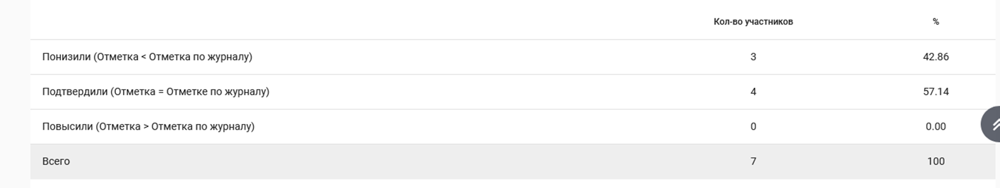 Кол-во участников %
Понизили (Отметка < Отметка по журналу) 3 42.86
Подтвердили (Отметка = Отметке по журналу) 4 57.14
Повысили (Отметка > Отметка по журналу) 0 0.00
Всего 7 100